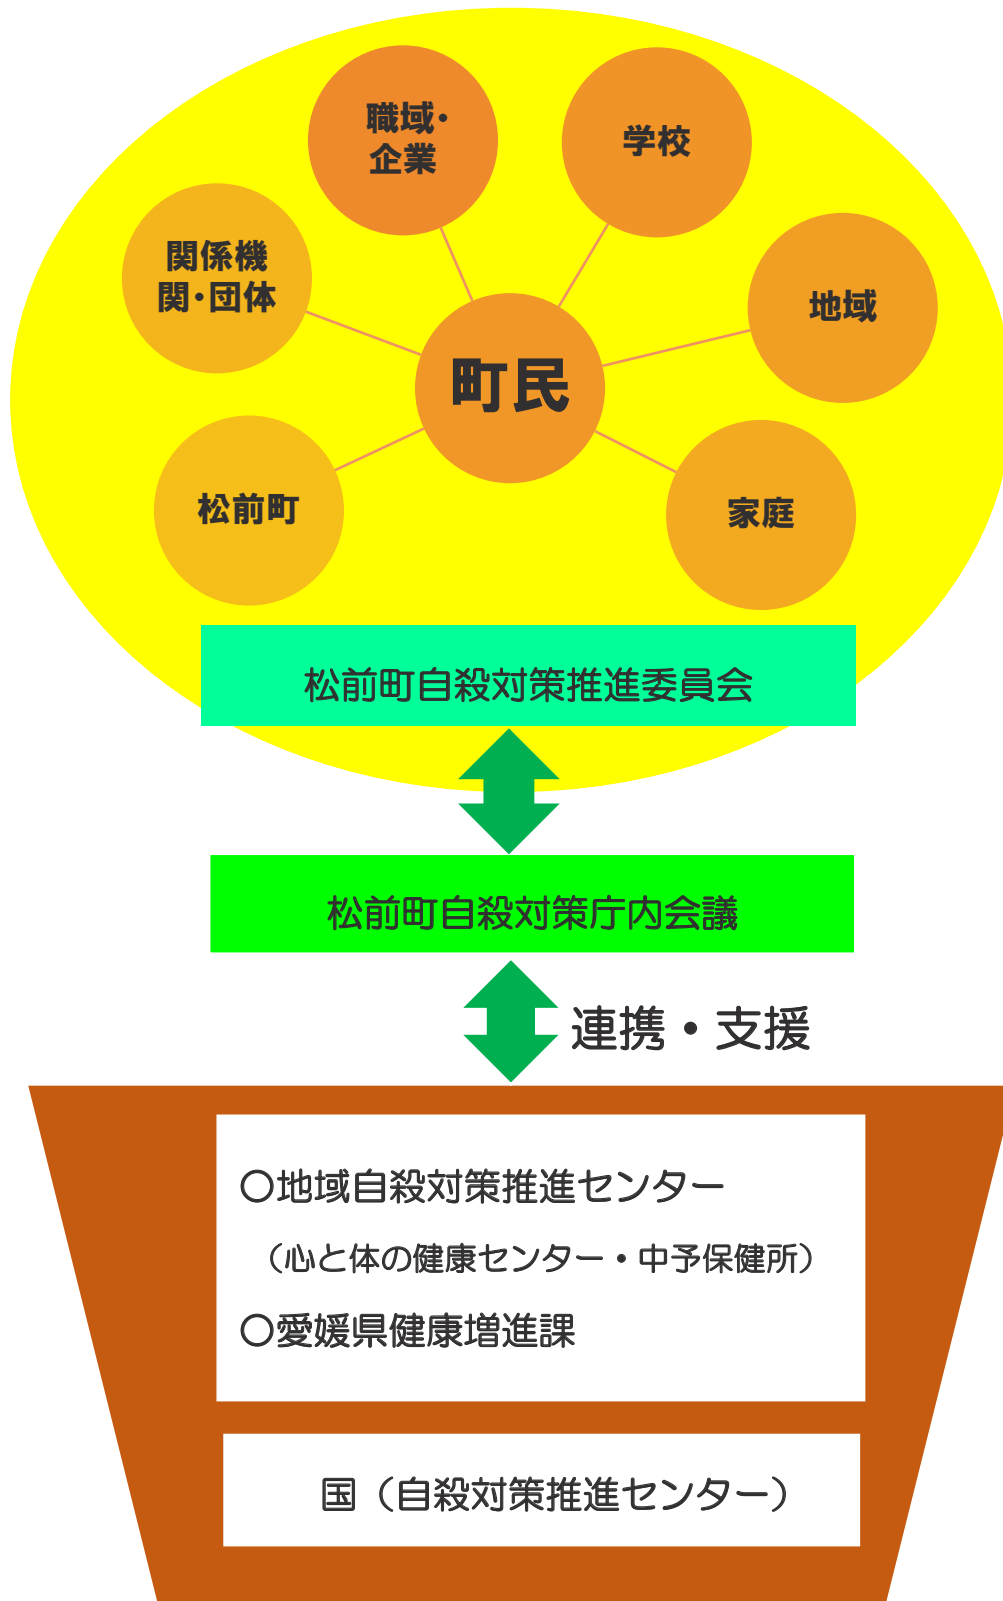 職域・
企業
学校
関係機
関・団体
地域
町民
松前町
家庭
松前町自殺対策推進委員会
松前町自殺対策庁内会議
連携・支援
〇地域自殺対策推進センター
（心と体の健康センター・中予保健所）
〇愛媛県健康増進課
国（自殺対策推進センター）